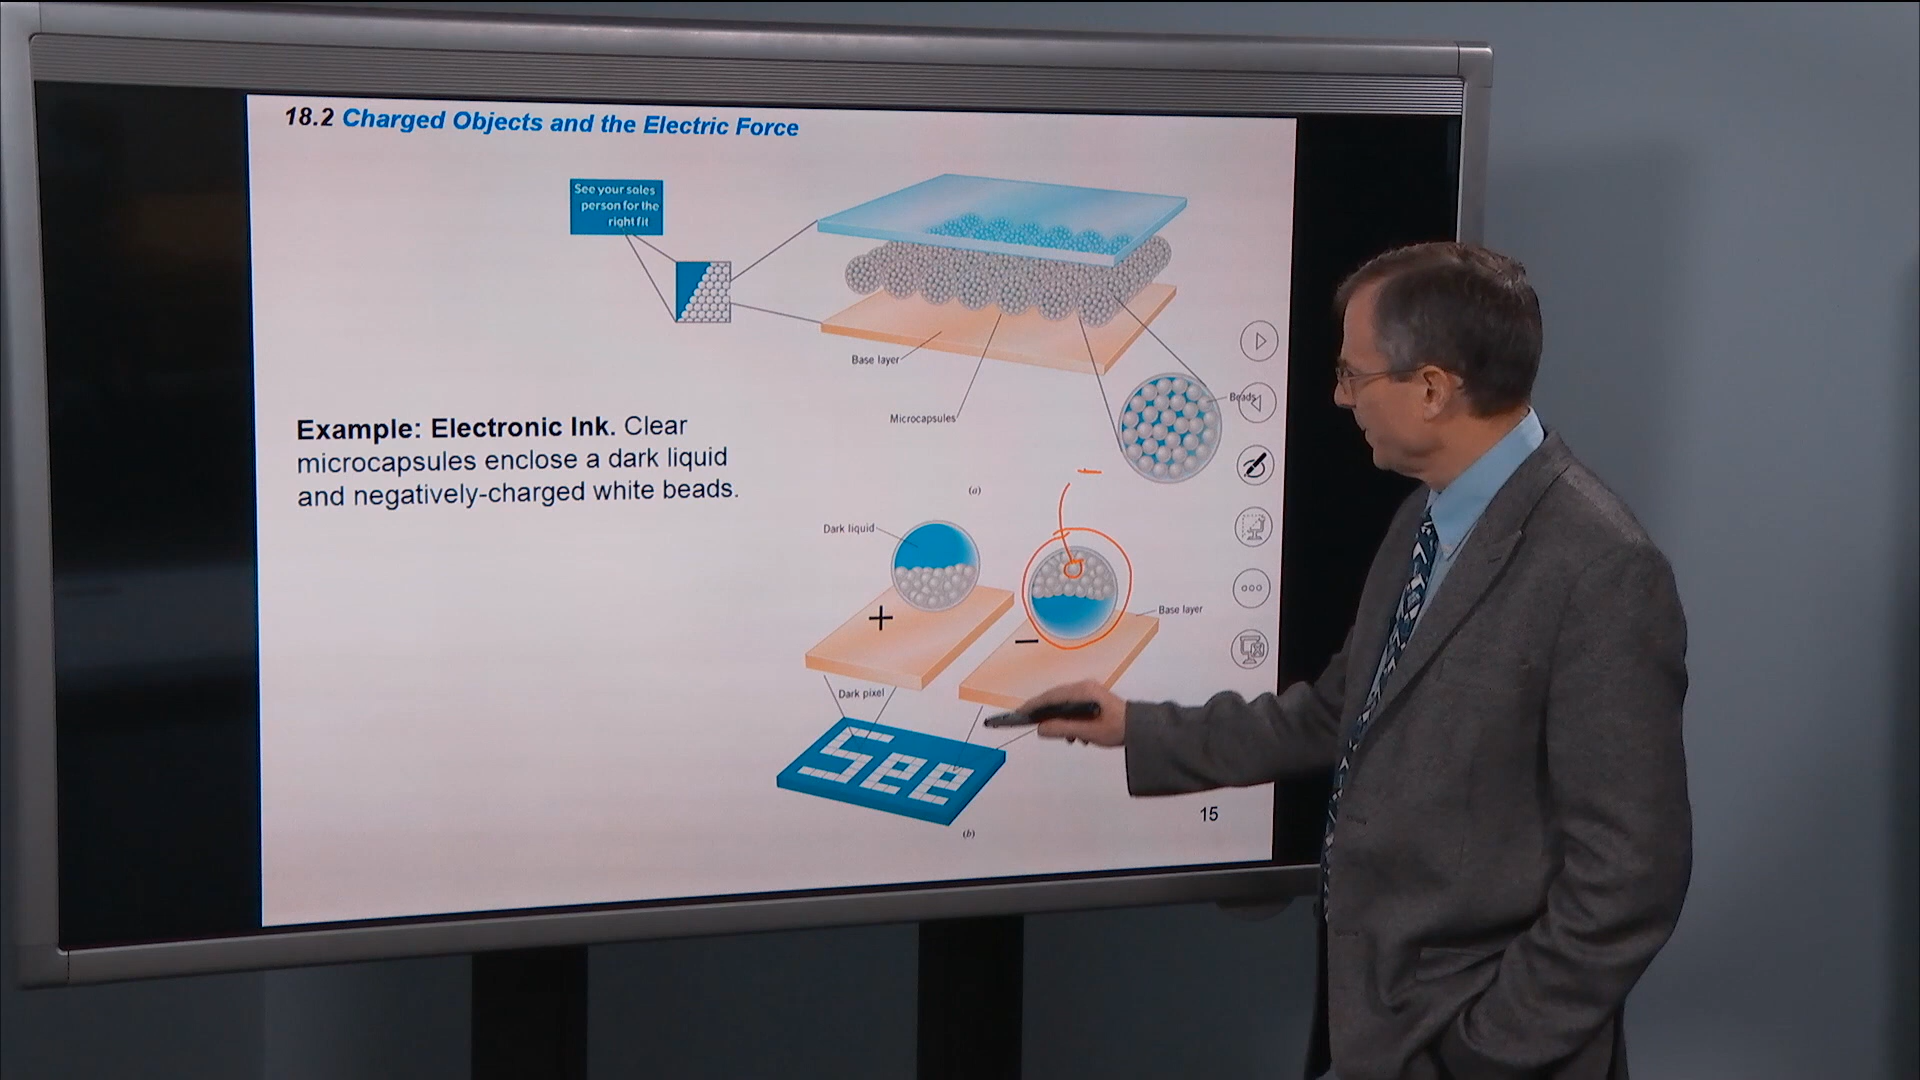 18.2 Charged Objects and the Electric Force
See your sales
person for the
right fit
Base layer
Microcapsules
Beads
(a)
Example: Electronic Ink. Clear
microcapsules enclose a dark liquid
and negatively-charged white beads.
Dark liquid
−
+
−
Base layer
Dark pixel
See
15
(b)